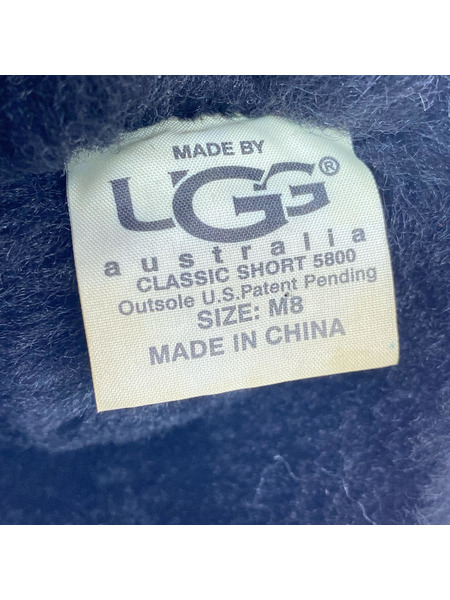 MADE BY
UGG®
australia
CLASSIC SHORT 5800
Outsole U.S.Patent Pending
SIZE: M8
MADE IN CHINA